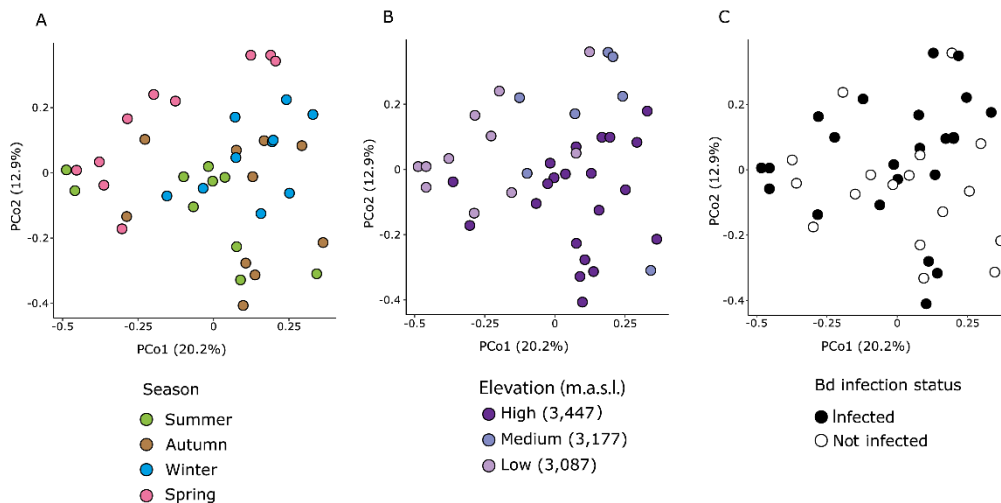 A
PCo2 (12.9%)
0.2
0
-0.2
-0.4
-0.5
-0.25
0
0.25
PCo1 (20.2%)
Season
Summer
Autumn
Winter
Spring
B
PCo2 (12.9%)
0.2
0
-0.2
-0.4
-0.5
-0.25
0
0.25
PCo1 (20.2%)
Elevation (m.a.s.l.)
High (3,447)
Medium (3,177)
Low (3,087)
C
PCo2 (12.9%)
0.2
0
-0.2
-0.4
-0.5
-0.25
0
0.25
PCo1 (20.2%)
Bd infection status
Infected
Not infected